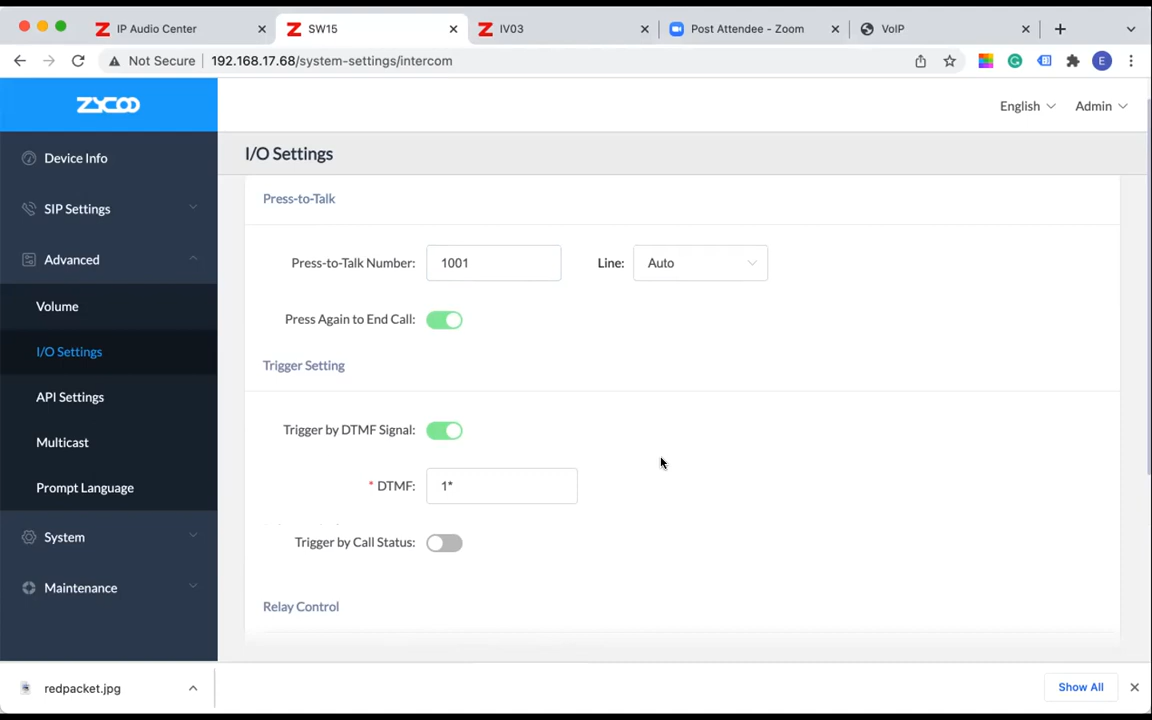 IP Audio Center
SW15
IV03
Post Attendee - Zoom
VoIP
Not Secure
192.168.17.68/system-settings/intercom
E
ZYCOO
English
Admin
Device Info
SIP Settings
Advanced
Volume
I/O Settings
API Settings
Multicast
Prompt Language
System
Maintenance
I/O Settings
Press-to-Talk
Press-to-Talk Number: 1001 Line: Auto
Press Again to End Call:
Trigger Setting
Trigger by DTMF Signal:
* DTMF: 1*
Trigger by Call Status:
Relay Control
redpacket.jpg
Show All